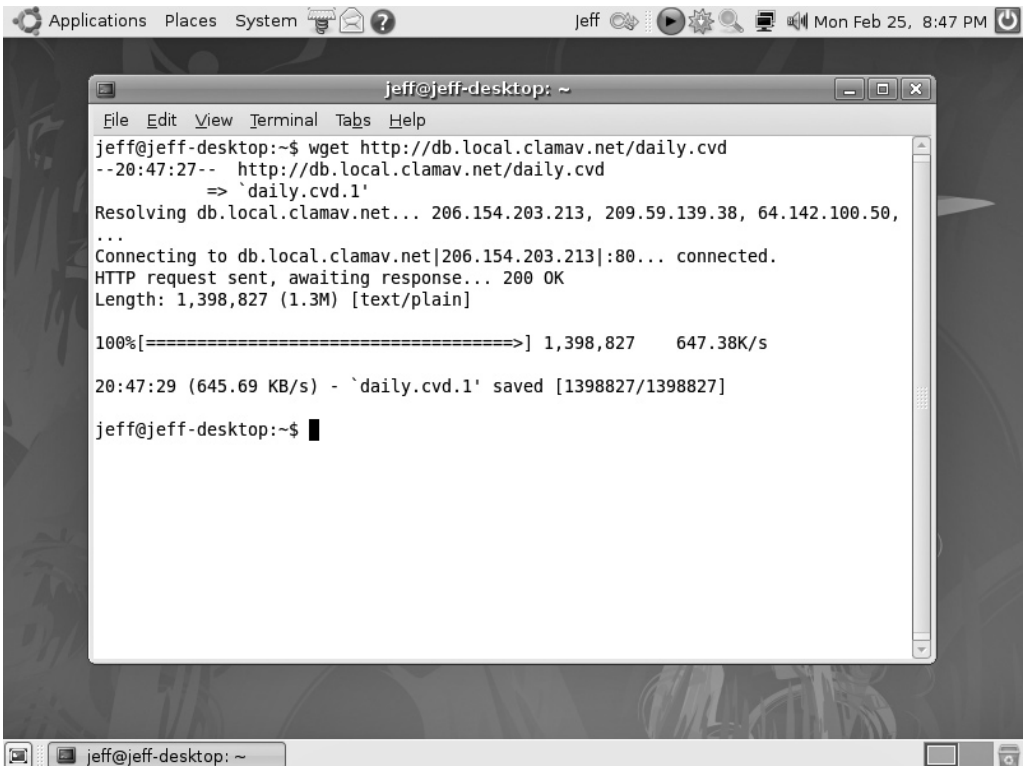 Applications Places System Jeff Mon Feb 25, 8:47 PM
jeff@jeff-desktop: ~
File Edit View Terminal Tabs Help
jeff@jeff-desktop:~$ wget http://db.local.clamav.net/daily.cvd
--20:47:27-- http://db.local.clamav.net/daily.cvd
=> `daily.cvd.1'
Resolving db.local.clamav.net... 206.154.203.213, 209.59.139.38, 64.142.100.50,
...
Connecting to db.local.clamav.net|206.154.203.213|:80... connected.
HTTP request sent, awaiting response... 200 OK
Length: 1,398,827 (1.3M) [text/plain]
100%[====================================>] 1,398,827 647.38K/s
20:47:29 (645.69 KB/s) - `daily.cvd.1' saved [1398827/1398827]
jeff@jeff-desktop:~$
jeff@jeff-desktop: ~